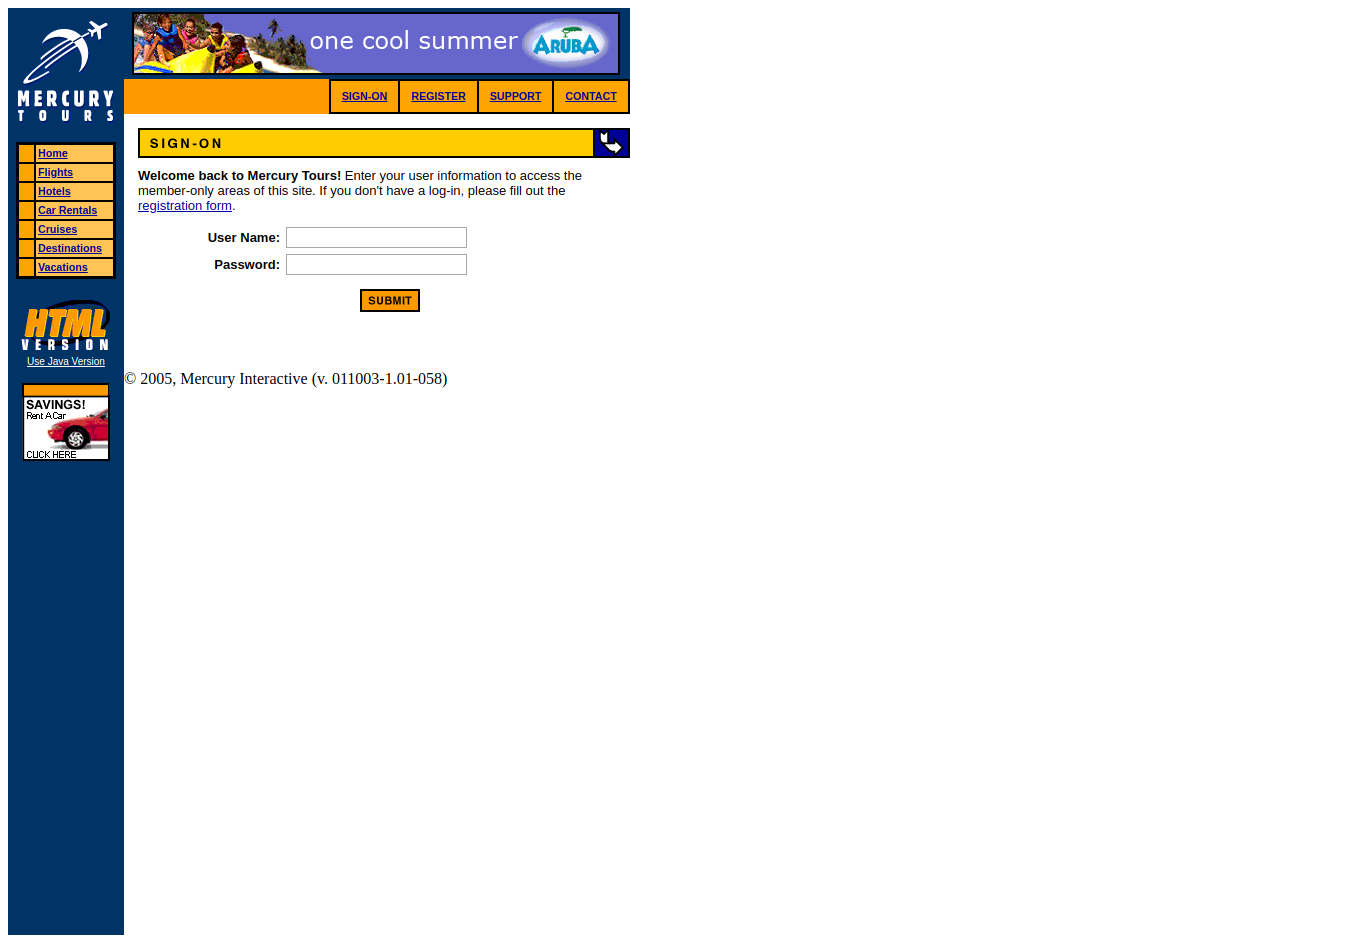 MERCURY
TOURS
one cool summer
ARUBA
SIGN-ON
REGISTER
SUPPORT
CONTACT
Home
Flights
Hotels
Car Rentals
Cruises
Destinations
Vacations
HTML
VERSION
Use Java Version
SAVINGS!
Rent A Car
CLICK HERE
SIGN-ON
Welcome back to Mercury Tours! Enter your user information to access the
member-only areas of this site. If you don't have a log-in, please fill out the
registration form.
User Name:
Password:
SUBMIT
© 2005, Mercury Interactive (v. 011003-1.01-058)